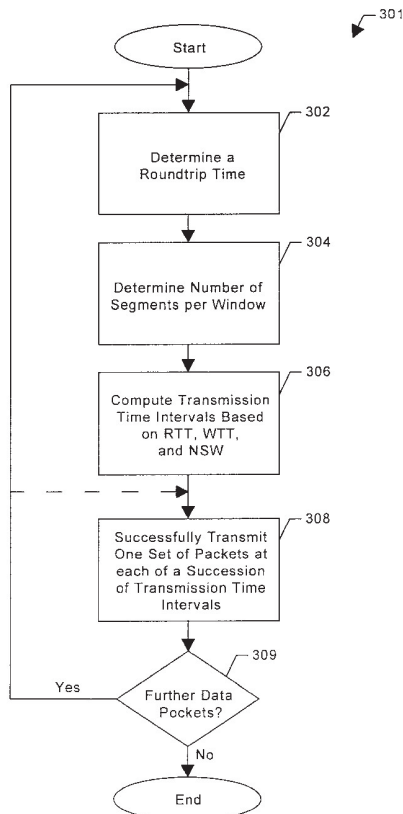 301
Start
302
Determine a
Roundtrip Time
304
Determine Number of
Segments per Window
306
Compute Transmission
Time Intervals Based
on RTT, WTT,
and NSW
308
Successfully Transmit
One Set of Packets at
each of a Succession
of Transmission Time
Intervals
309
Yes
Further Data
Pockets?
No
End